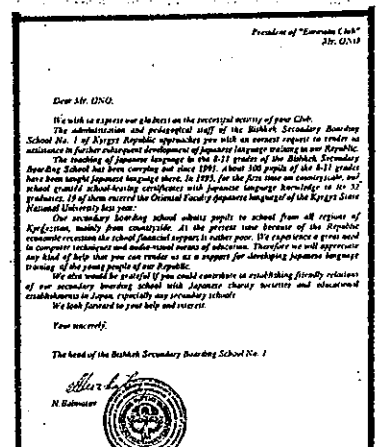 President of "Eurasia Club"
Mr. ONO
Dear Mr. ONO,
We wish to express our gladness on the successful activity of your Club.
The administration and pedagogical staff of the Bishkek Secondary Boarding
School No. 1 of Kyrgyz Republic approaches you with an earnest request to render us
assistance in further subsequent development of Japanese language training in our Republic.
The teaching of Japanese language in the 8-11 grades of the Bishkek Secondary
Boarding School has been carrying out since 1991. About 300 pupils of the 8-11 grades
have been taught Japanese language there. In 1995, for the first time on countryside, our
school granted school-leaving certificates with Japanese language knowledge to its 32
graduates, 19 of them entered the Oriental Faculty (Japanese language) of the Kyrgyz State
National University last year.
Our secondary boarding school admits pupils to school from all regions of
Kyrgyzstan, mainly from countryside. At the present time because of the Republic
economic recession the school financial support is rather poor. We experience a great need
in computer techniques and audio-visual means of education. Therefore we will appreciate
any kind of help that you can render us as a support for developing Japanese language
training of the young people of our Republic.
We also would be grateful if you could contribute to establishing friendly relations
of our secondary boarding school with Japanese charity societies and educational
establishments in Japan, especially any secondary schools.
We look forward to your help and interest.
Your sincerely,
The head of the Bishkek Secondary Boarding School No. 1